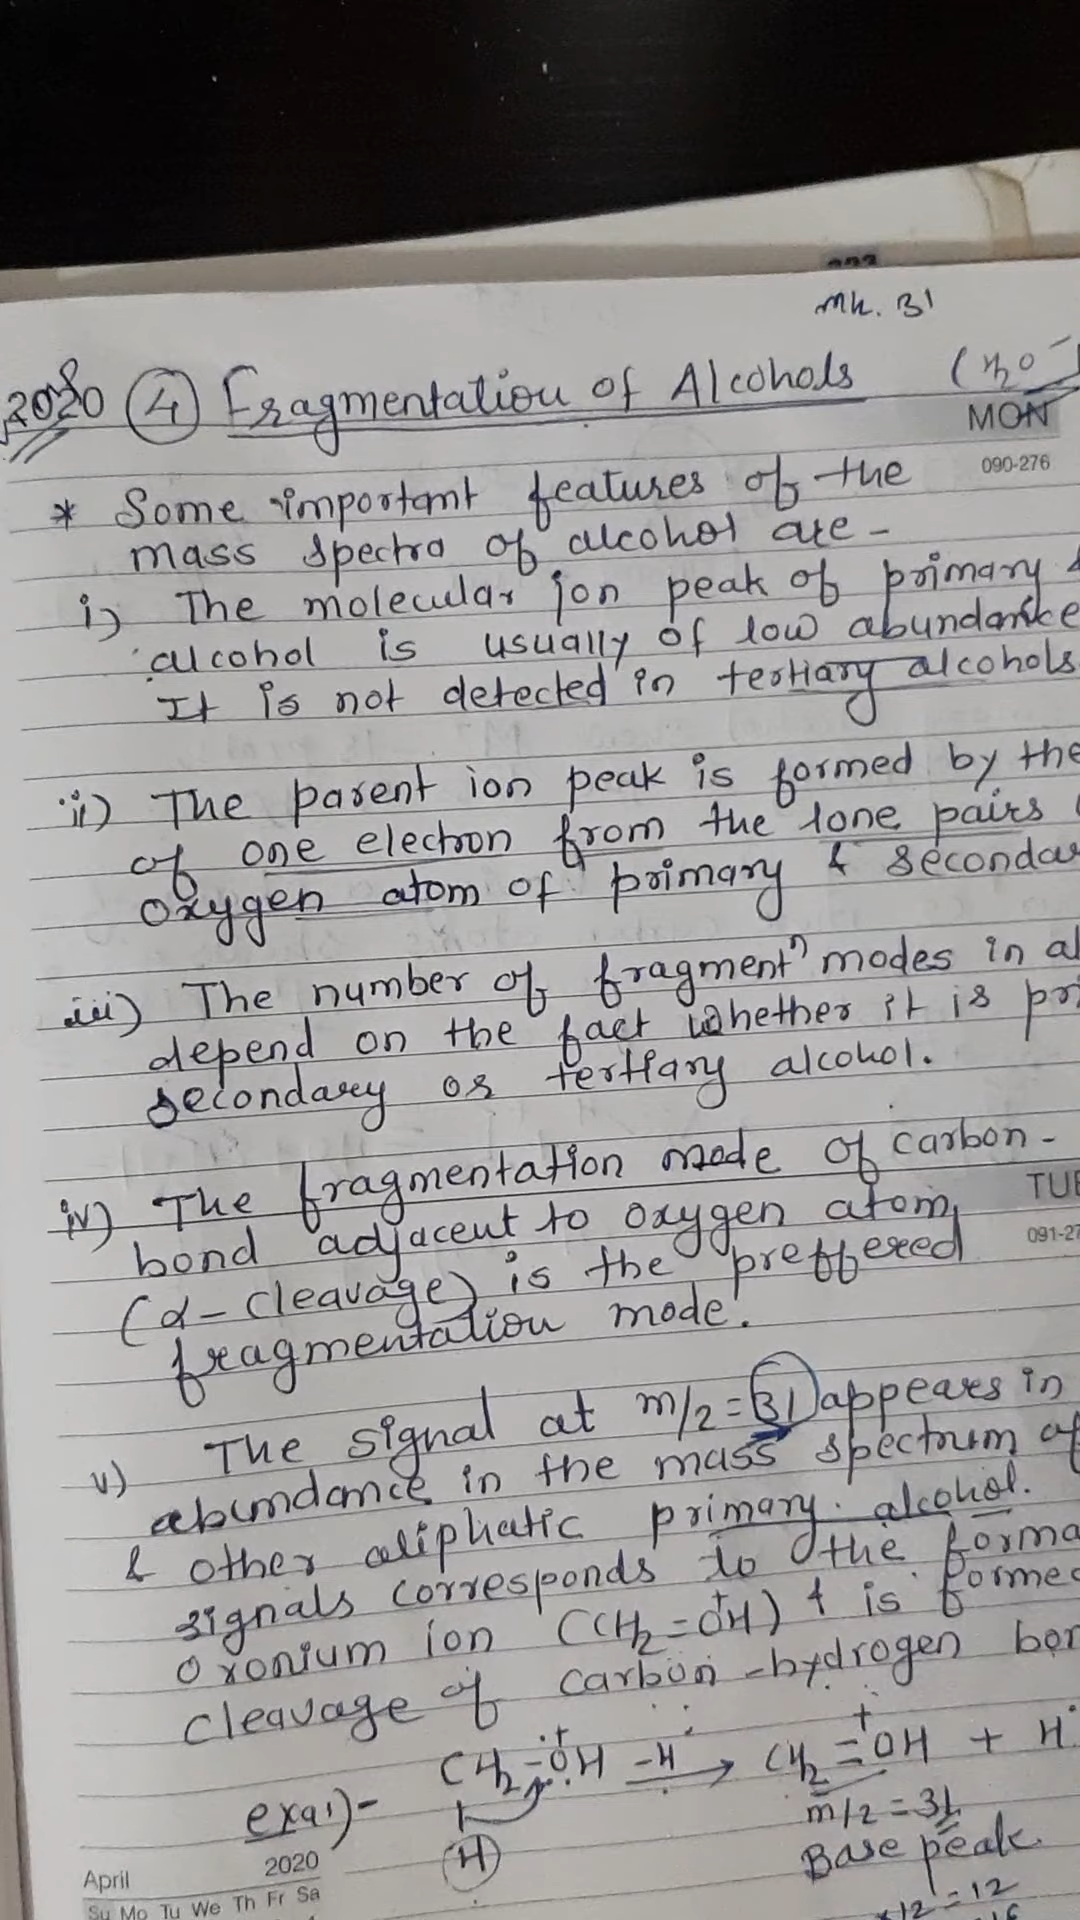 31
2020 (4) Fragmentation of Alcohols
MON
090-276
* Some important features of the
mass spectra of alcohol are -
i) The molecular ion peak of primary &
alcohol is usually of low abundance
It is not detected in tertiary alcohols.
ii) The parent ion peak is formed by the
of one electron from the lone pairs
oxygen atom of primary & seconda
iii) The number of fragmentⁿ modes in al
depend on the fact whether it is pri
secondary or tertiary alcohol.
iv) The fragmentation mode of carbon -
TUE
bond adjacent to oxygen atom
091-27
(α - cleavage) is the preffered
fragmentation mode.
v) The signal at m/z = 31 appears in
abundance in the mass spectrum of
& other aliphatic primary alcohol.
signals corresponds to the forma
oxonium ion (CH₂=O⁺H) & is formed
cleavage of carbon-hydrogen bon
exa1)- CH₂-ȮH⁺ -H → CH₂=O⁺H + H˙
H
m/z = 31
Base peak
April 2020
Su Mo Tu We Th Fr Sa
12 = 12